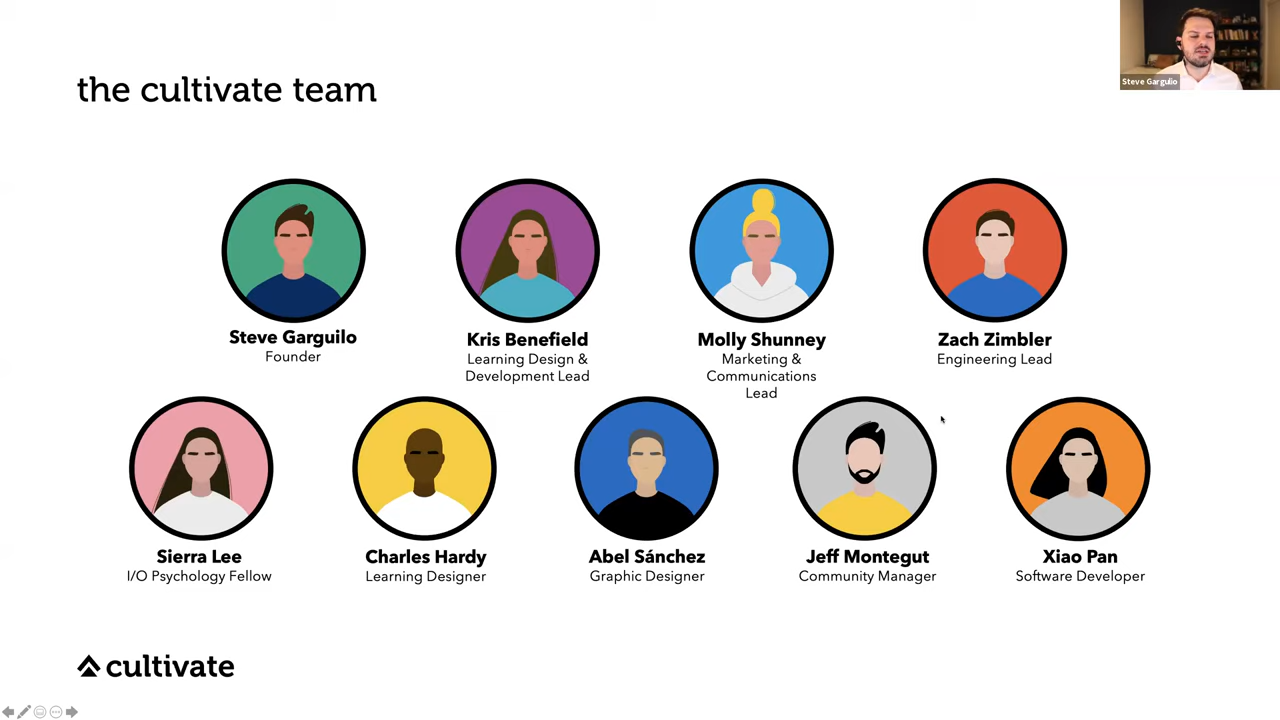 Steve Gargulio
the cultivate team
Steve Garguilo
Founder
Kris Benefield
Learning Design &
Development Lead
Molly Shunney
Marketing &
Communications
Lead
Zach Zimbler
Engineering Lead
Sierra Lee
I/O Psychology Fellow
Charles Hardy
Learning Designer
Abel Sánchez
Graphic Designer
Jeff Montegut
Community Manager
Xiao Pan
Software Developer
cultivate